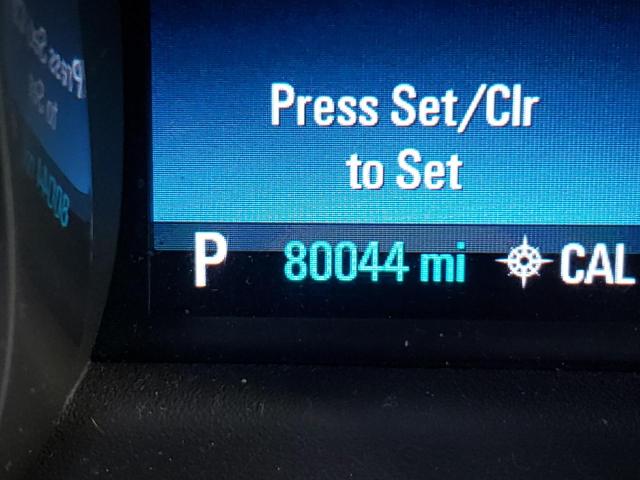 Press Set/Clr
to Set
P 80044 mi CAL